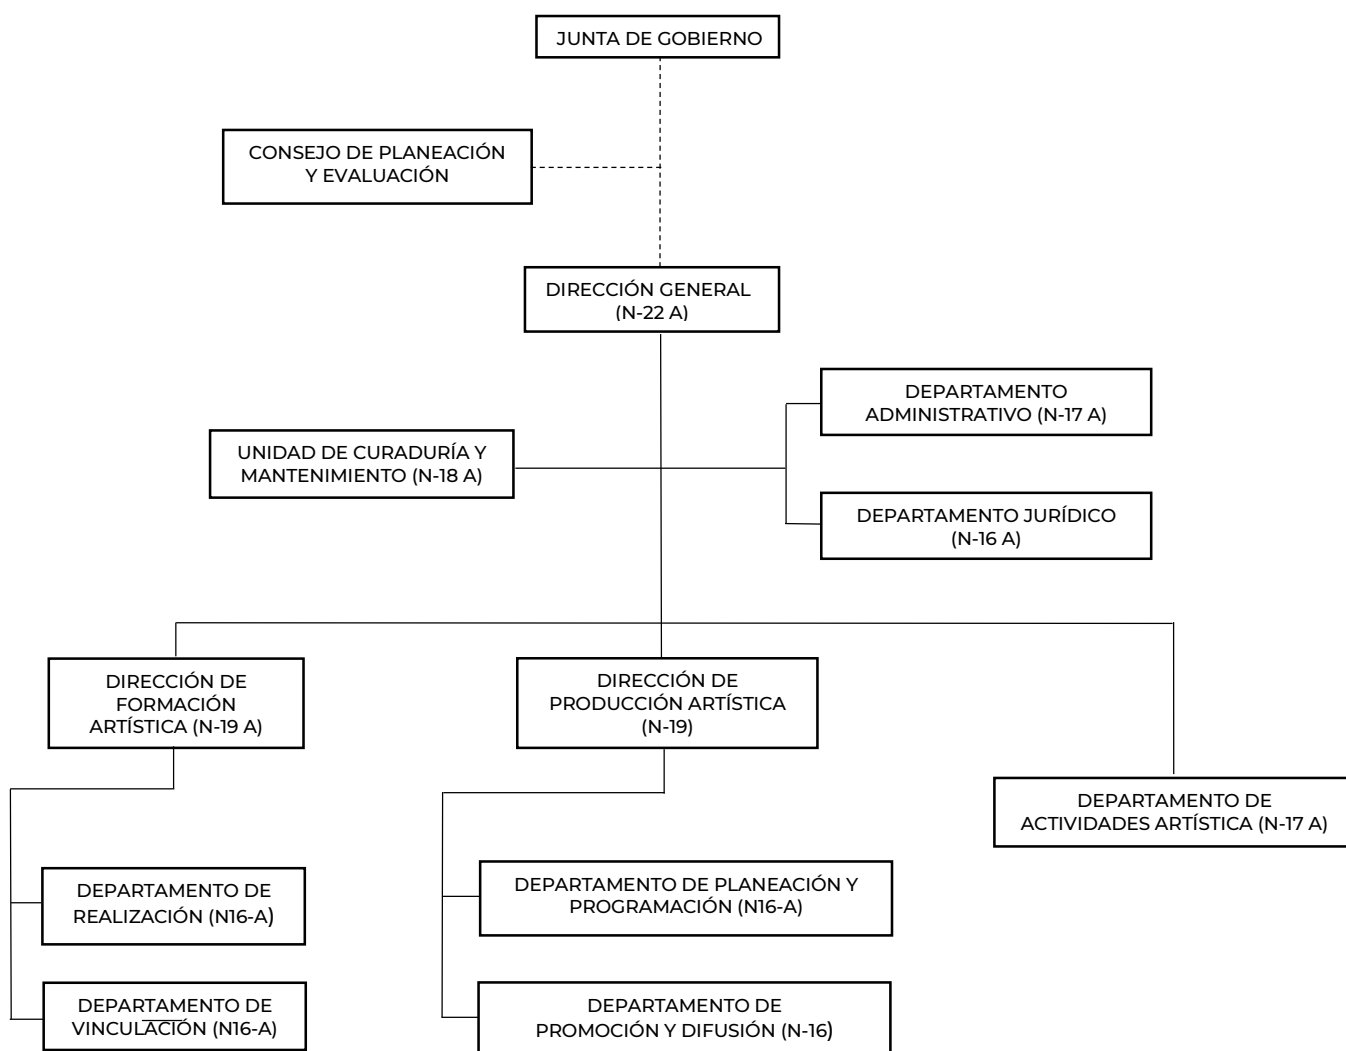 JUNTA DE GOBIERNO
CONSEJO DE PLANEACIÓN
Y EVALUACIÓN
DIRECCIÓN GENERAL
(N-22 A)
DEPARTAMENTO
ADMINISTRATIVO (N-17 A)
UNIDAD DE CURADURÍA Y
MANTENIMIENTO (N-18 A)
DEPARTAMENTO JURÍDICO
(N-16 A)
DIRECCIÓN DE
FORMACIÓN
ARTÍSTICA (N-19 A)
DIRECCIÓN DE
PRODUCCIÓN ARTÍSTICA
(N-19)
DEPARTAMENTO DE
ACTIVIDADES ARTÍSTICA (N-17 A)
DEPARTAMENTO DE
REALIZACIÓN (N16-A)
DEPARTAMENTO DE PLANEACIÓN Y
PROGRAMACIÓN (N16-A)
DEPARTAMENTO DE
VINCULACIÓN (N16-A)
DEPARTAMENTO DE
PROMOCIÓN Y DIFUSIÓN (N-16)